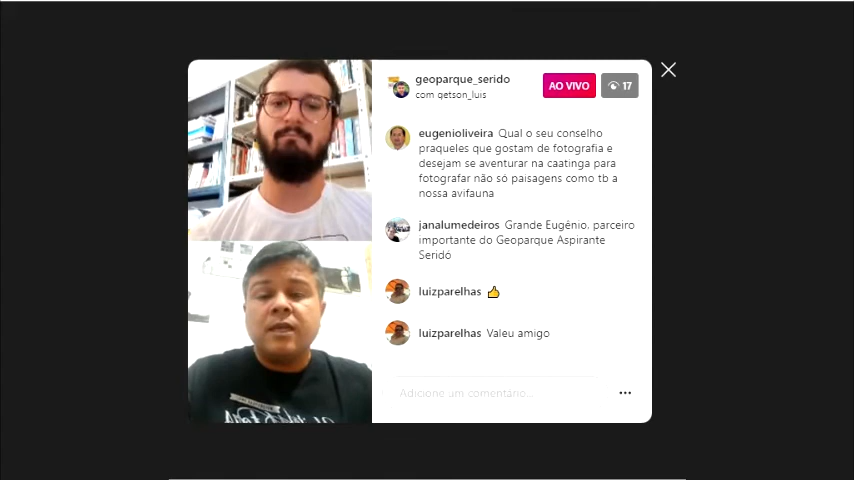 geoparque_serido
com qetson_luis
AO VIVO
17
eugenioliveira Qual o seu conselho
praqueles que gostam de fotografia e
desejam se aventurar na caatinga para
fotografar não só paisagens como tb a
nossa avifauna
janalumedeiros Grande Eugênio, parceiro
importante do Geoparque Aspirante
Seridó
luizparelhas 👍
luizparelhas Valeu amigo
Adicione um comentário...